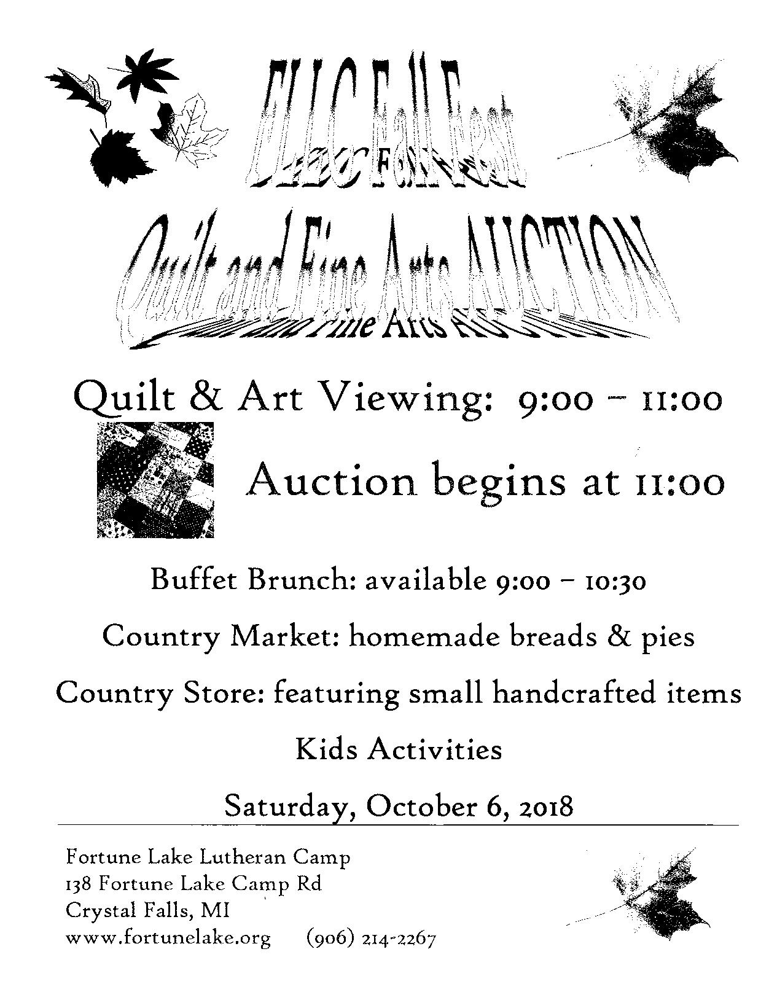 FLLC Fall Fest
Quilt and Fine Arts AUCTION
Quilt & Art Viewing: 9:00 – 11:00
Auction begins at 11:00
Buffet Brunch: available 9:00 – 10:30
Country Market: homemade breads & pies
Country Store: featuring small handcrafted items
Kids Activities
Saturday, October 6, 2018
Fortune Lake Lutheran Camp
138 Fortune Lake Camp Rd
Crystal Falls, MI
www.fortunelake.org (906) 214-2267